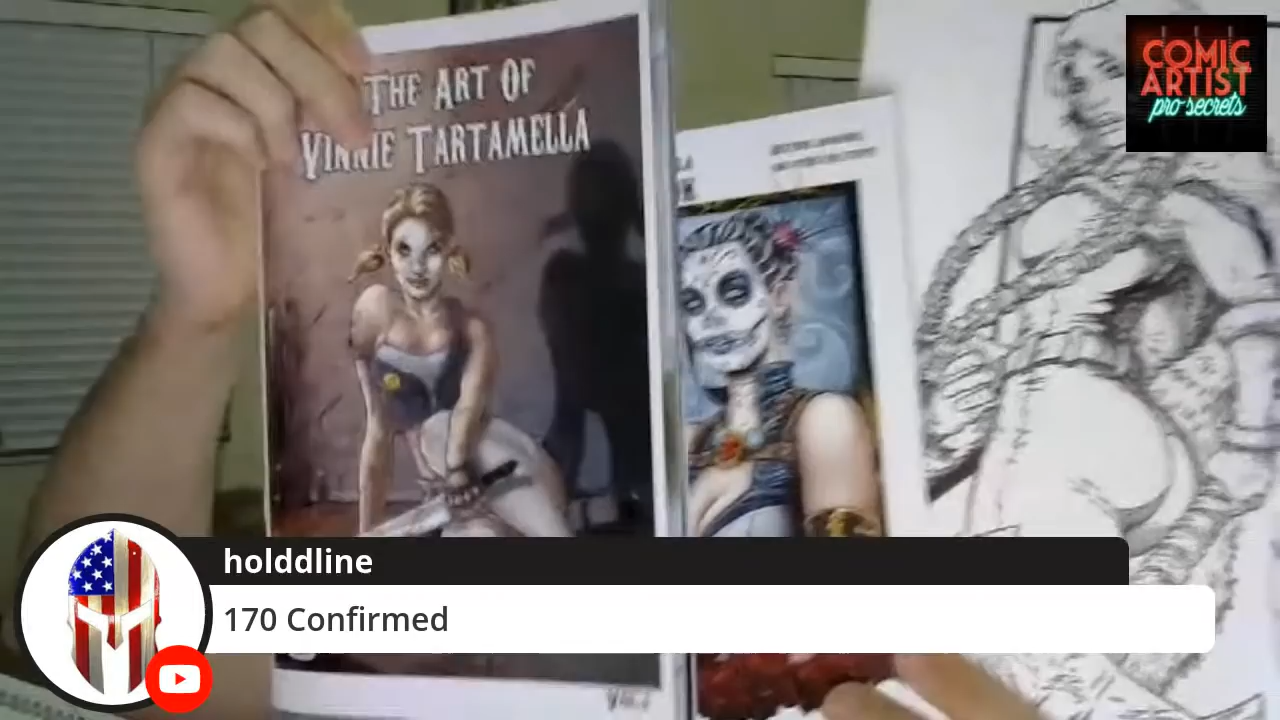 THE ART OF
VINNIE TARTAMELLA
COMIC
ARTIST
pro secrets
holddline
170 Confirmed